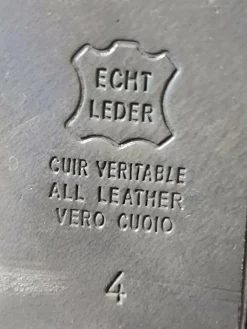 ECHT
LEDER
CUIR VERITABLE
ALL LEATHER
VERO CUOIO
4